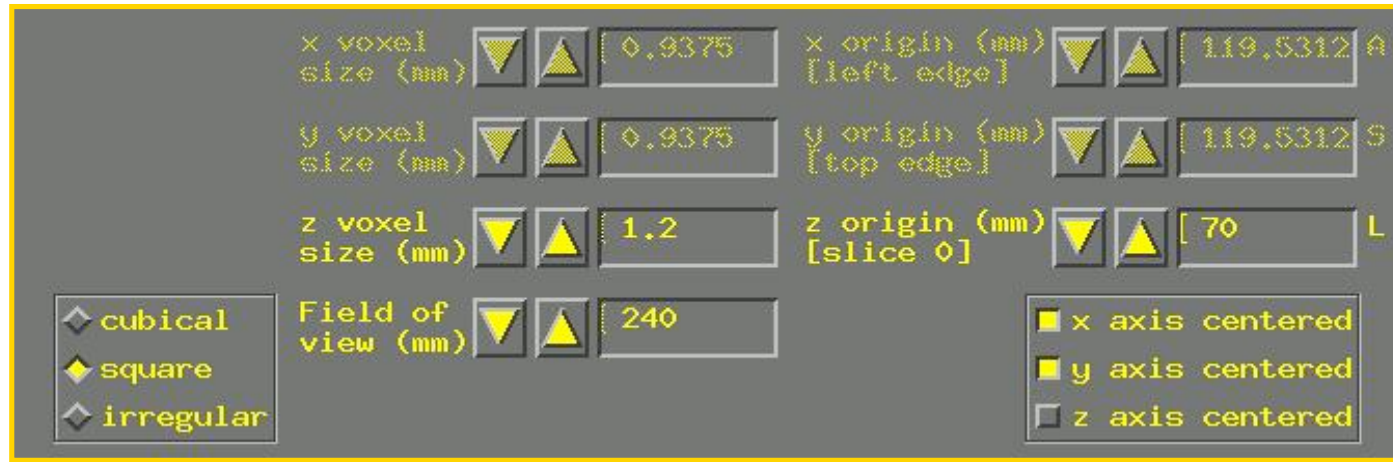 x voxel size (mm) [ 0.9375 x origin (mm) [left edge] [ 119.5312 A
y voxel size (mm) [ 0.9375 y origin (mm) [top edge] [ 119.5312 S
z voxel size (mm) [ 1.2 z origin (mm) [slice 0] [ 70 L
Field of view (mm) [ 240
cubical
square
irregular
x axis centered
y axis centered
z axis centered